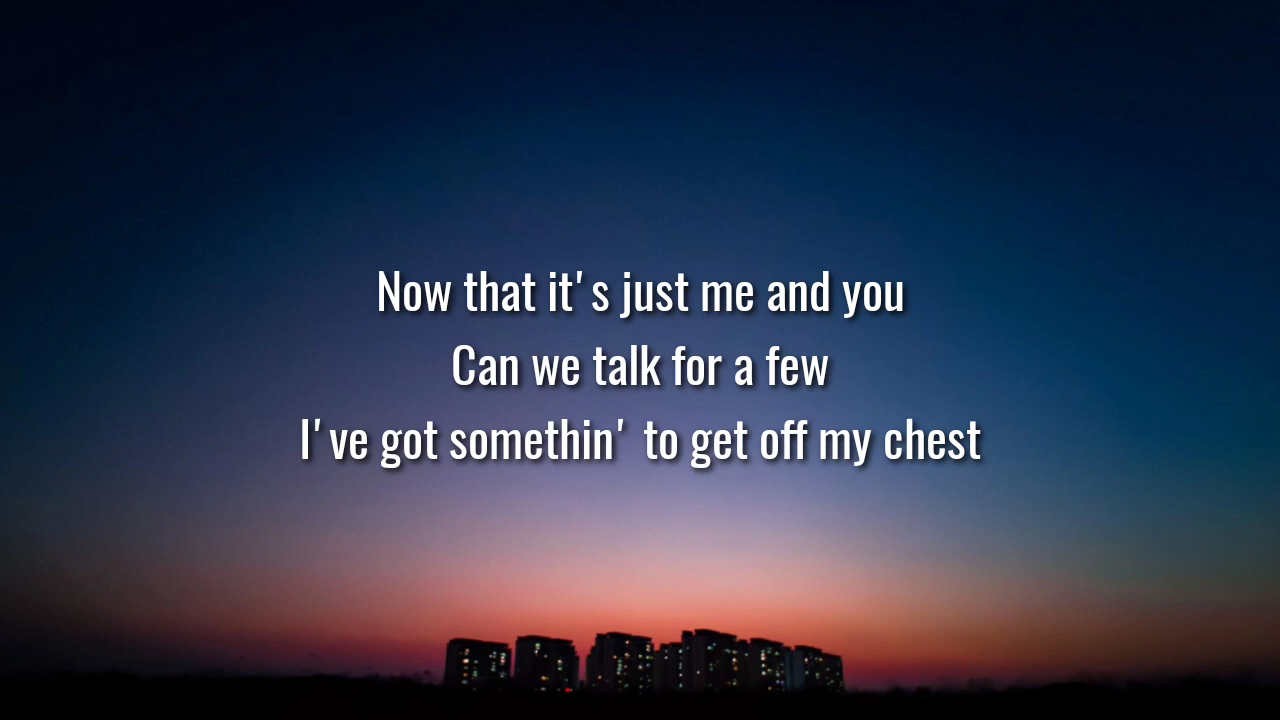 Now that it's just me and you
Can we talk for a few
I've got somethin' to get off my chest